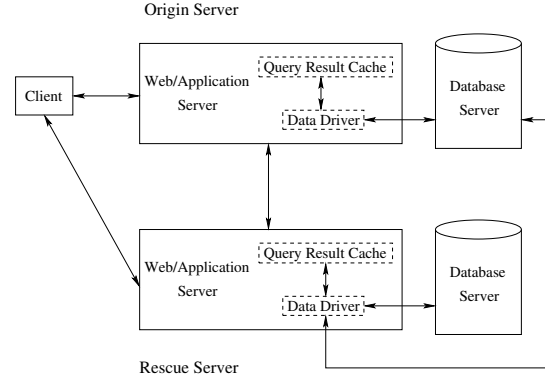 Origin Server
Client
Web/Application
Server
Query Result Cache
Data Driver
Database
Server
Web/Application
Server
Query Result Cache
Data Driver
Database
Server
Rescue Server